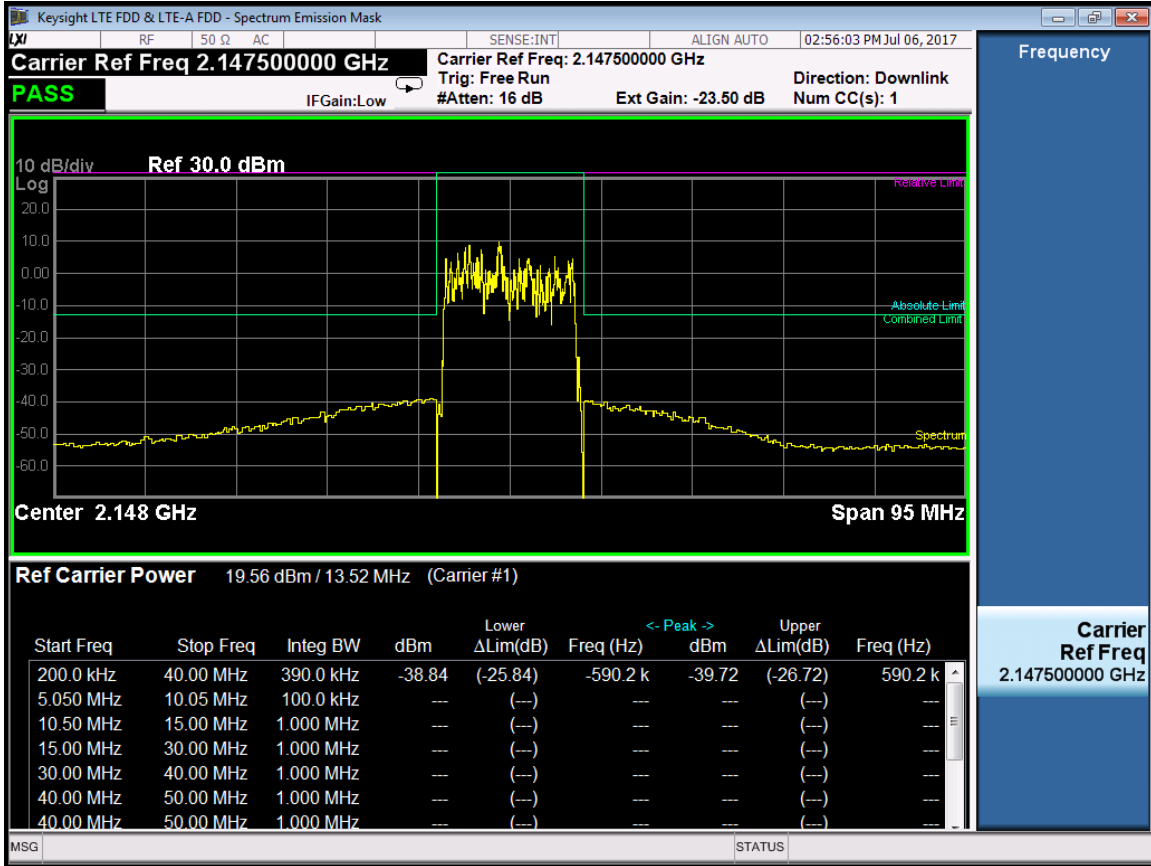 Keysight LTE FDD & LTE-A FDD - Spectrum Emission Mask
LXI RF 50 Ω AC SENSE:INT ALIGN AUTO 02:56:03 PM Jul 06, 2017
Carrier Ref Freq 2.147500000 GHz
Carrier Ref Freq: 2.147500000 GHz
Trig: Free Run Direction: Downlink
PASS IFGain:Low #Atten: 16 dB Ext Gain: -23.50 dB Num CC(s): 1
Frequency
10 dB/div Ref 30.0 dBm
Log
Relative Limit
20.0
10.0
0.00
-10.0
Absolute Limit
Combined Limit
-20.0
-30.0
-40.0
-50.0
Spectrum
-60.0
Center 2.148 GHz Span 95 MHz
Ref Carrier Power 19.56 dBm / 13.52 MHz (Carrier #1)
Lower <- Peak -> Upper
Start Freq Stop Freq Integ BW dBm ΔLim(dB) Freq (Hz) dBm ΔLim(dB) Freq (Hz)
200.0 kHz 40.00 MHz 390.0 kHz -38.84 (-25.84) -590.2 k -39.72 (-26.72) 590.2 k
5.050 MHz 10.05 MHz 100.0 kHz --- (---) --- --- (---) ---
10.50 MHz 15.00 MHz 1.000 MHz --- (---) --- --- (---) ---
15.00 MHz 30.00 MHz 1.000 MHz --- (---) --- --- (---) ---
30.00 MHz 40.00 MHz 1.000 MHz --- (---) --- --- (---) ---
40.00 MHz 50.00 MHz 1.000 MHz --- (---) --- --- (---) ---
40.00 MHz 50.00 MHz 1.000 MHz --- (---) --- --- (---) ---
Carrier
Ref Freq
2.147500000 GHz
MSG STATUS